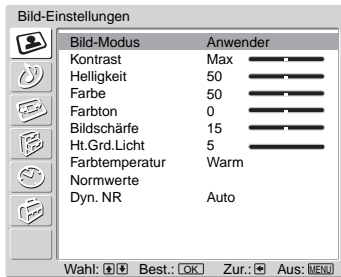 Bild-Einstellungen
Bild-Modus Anwender
Kontrast Max
Helligkeit 50
Farbe 50
Farbton 0
Bildschärfe 15
Ht.Grd.Licht 5
Farbtemperatur Warm
Normwerte
Dyn. NR Auto
Wahl: Best.: OK Zur.: Aus: MENU